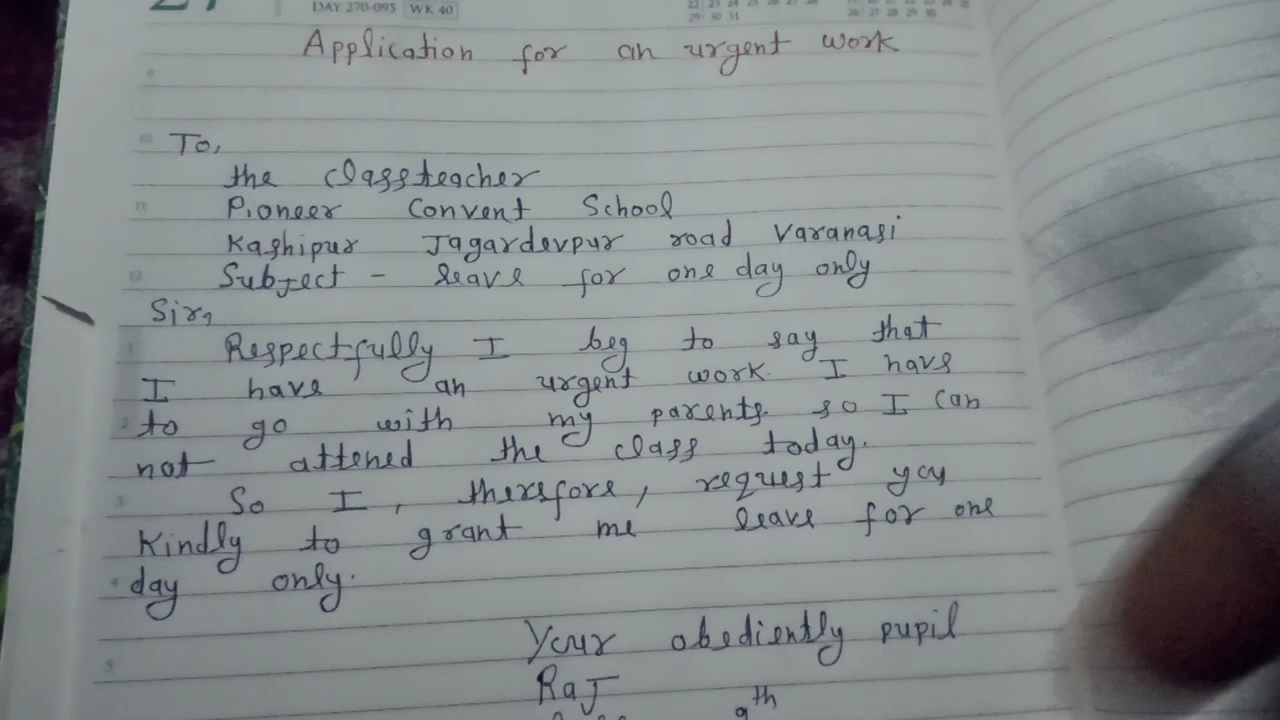 DAY 270-095 WK 40
Application for an urgent work
To,
the classteacher
Pioneer Convent School
Kashipur Jagardevpur road Varanasi
Subject - leave for one day only
Sir,
Respectfully I beg to say that
I have an urgent work. I have
to go with my parents. so I can
not attened the class today.
So I, therefore, request you
Kindly to grant me leave for one
day only.
Your obediently pupil
Raj
9th